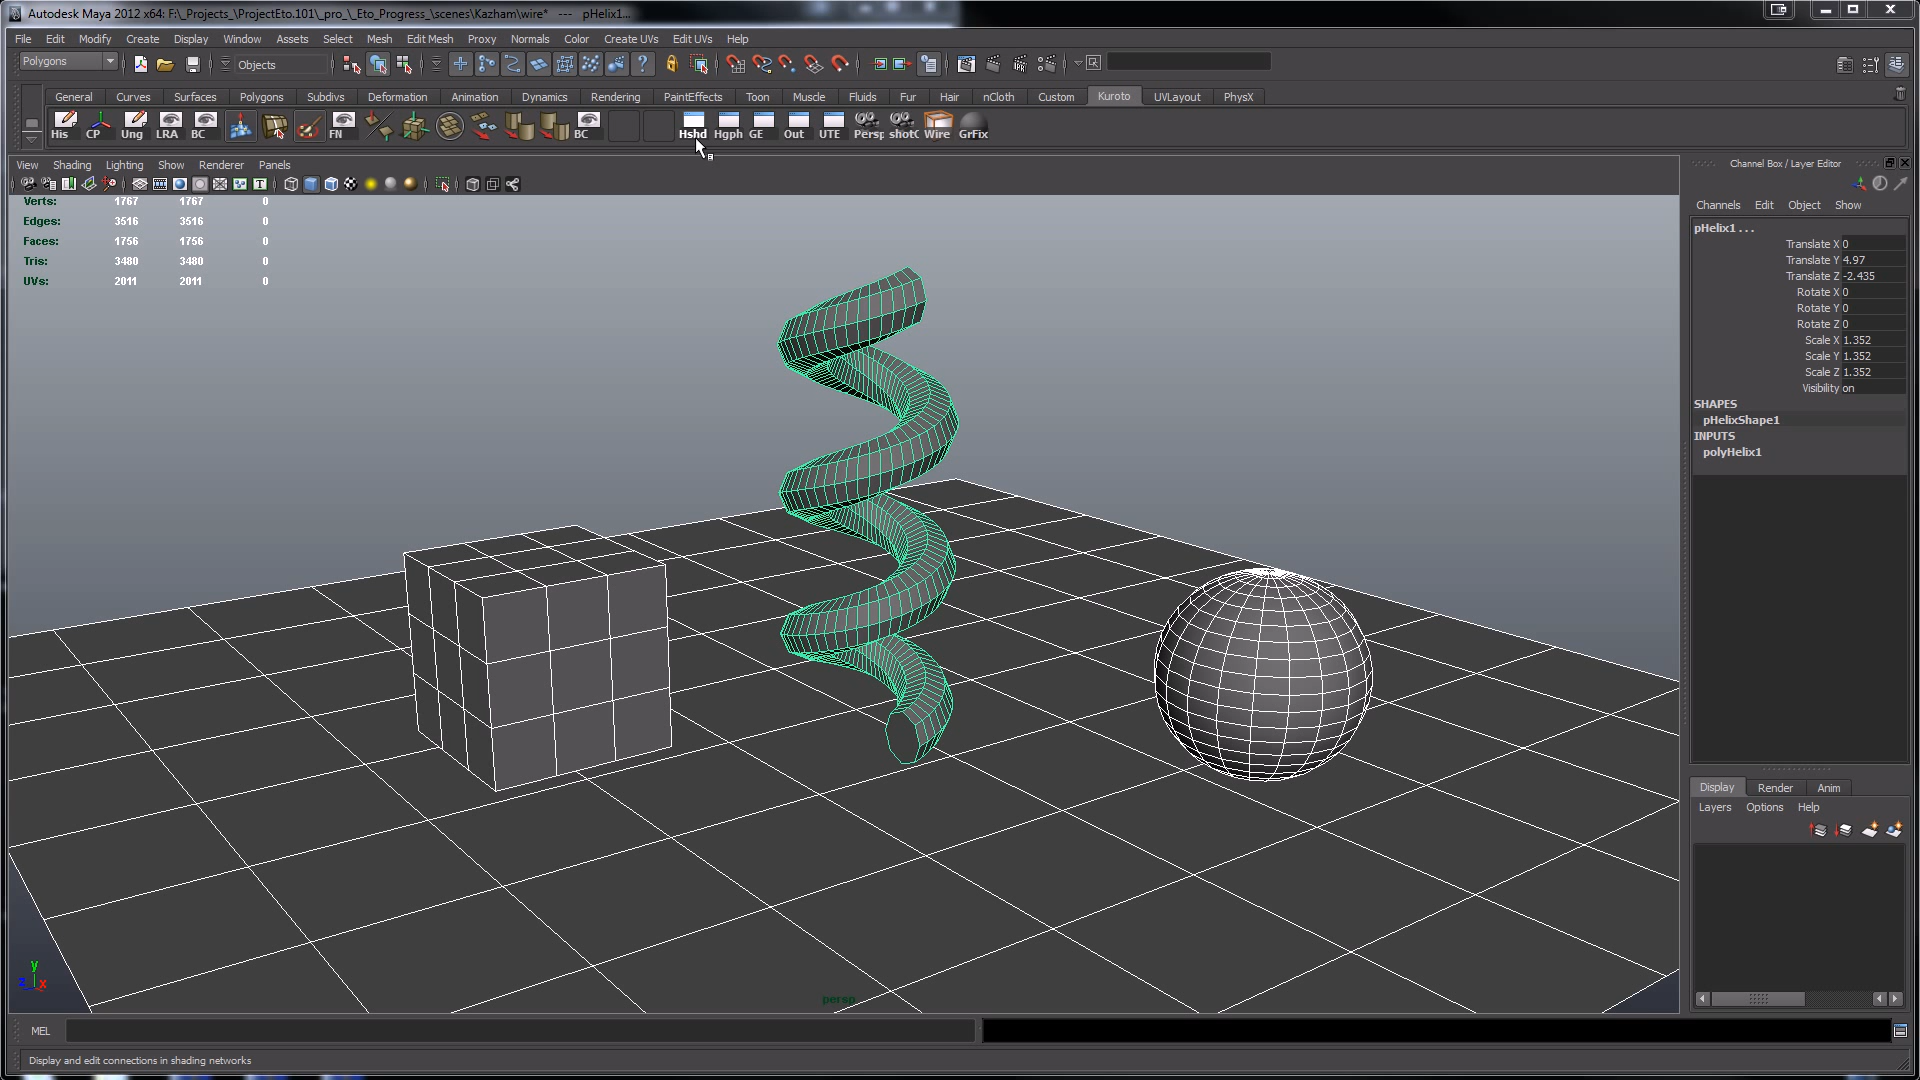 Autodesk Maya 2012 x64: F:\_Projects_\ProjectEto.101\_pro_\_Eto_Progress_\scenes\Kazham\wire* --- pHelix1...
File Edit Modify Create Display Window Assets Select Mesh Edit Mesh Proxy Normals Color Create UVs Edit UVs Help
Polygons Objects
General Curves Surfaces Polygons Subdivs Deformation Animation Dynamics Rendering PaintEffects Toon Muscle Fluids Fur Hair nCloth Custom Kuroto UVLayout PhysX
His CP Ung LRA BC FN BC Hshd Hgph GE Out UTE Persp shotC Wire GrFix
View Shading Lighting Show Renderer Panels
Verts: 1767 1767 0
Edges: 3516 3516 0
Faces: 1756 1756 0
Tris: 3480 3480 0
UVs: 2011 2011 0
y
z x
persp
Channel Box / Layer Editor
Channels Edit Object Show
pHelix1 . . .
Translate X 0
Translate Y 4.97
Translate Z -2.435
Rotate X 0
Rotate Y 0
Rotate Z 0
Scale X 1.352
Scale Y 1.352
Scale Z 1.352
Visibility on
SHAPES
pHelixShape1
INPUTS
polyHelix1
Display Render Anim
Layers Options Help
MEL
Display and edit connections in shading networks